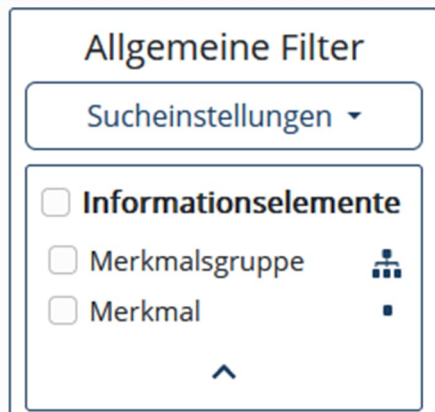 Allgemeine Filter
Sucheinstellungen
Informationselemente
Merkmalsgruppe
Merkmal